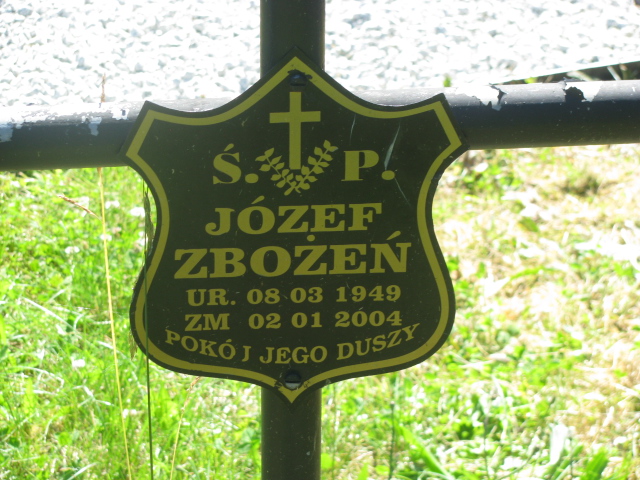 Ś. P.
JÓZEF
ZBOŻEŃ
UR. 08 03 1949
ZM 02 01 2004
POKÓJ JEGO DUSZY